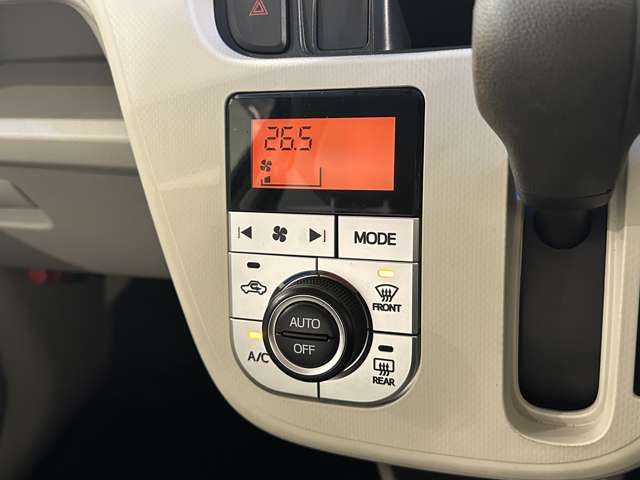 26.5
MODE
FRONT
AUTO
OFF
A/C
REAR